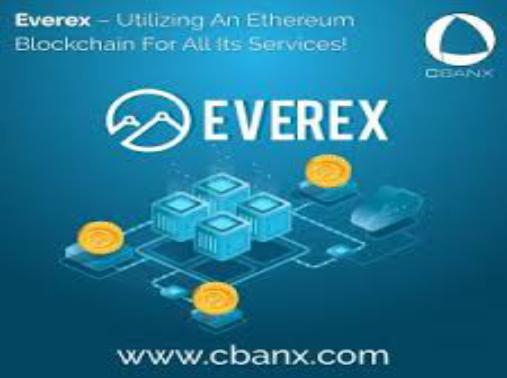 Everex – Utilizing An Ethereum
Blockchain For All Its Services!
CBANX
EVEREX
www.cbanx.com